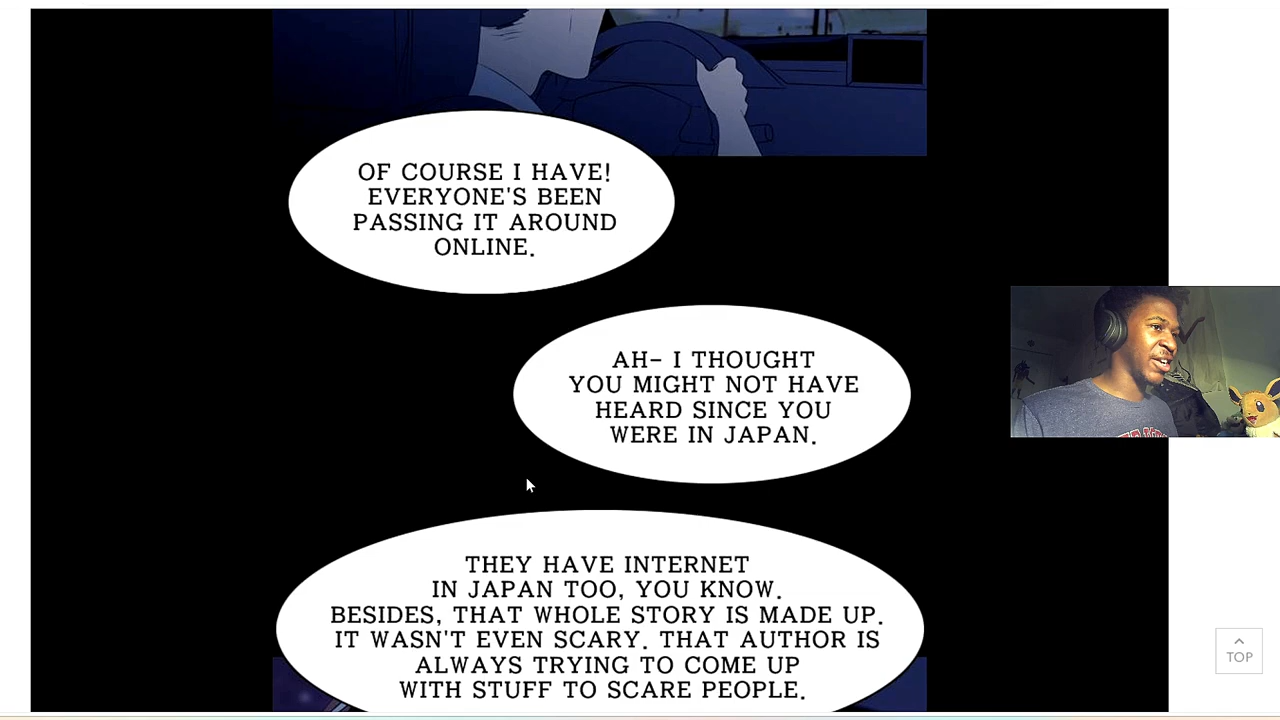 OF COURSE I HAVE!
EVERYONE'S BEEN
PASSING IT AROUND
ONLINE.
AH- I THOUGHT
YOU MIGHT NOT HAVE
HEARD SINCE YOU
WERE IN JAPAN.
THEY HAVE INTERNET
IN JAPAN TOO, YOU KNOW.
BESIDES, THAT WHOLE STORY IS MADE UP.
IT WASN'T EVEN SCARY. THAT AUTHOR IS
ALWAYS TRYING TO COME UP
WITH STUFF TO SCARE PEOPLE.
TOP